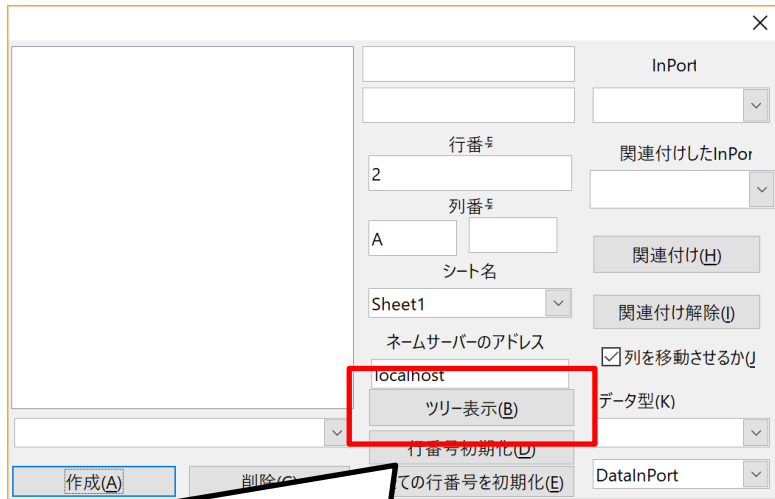 InPort
行番号
関連付けしたInPor
2
列番号
A
関連付け(H)
シート名
Sheet1
関連付け解除(I)
ネームサーバーのアドレス
列を移動させるか(J
localhost
ツリー表示(B)
データ型(K)
行番号初期化(D)
作成(A)
削除
ての行番号を初期化(E)
DataInPort